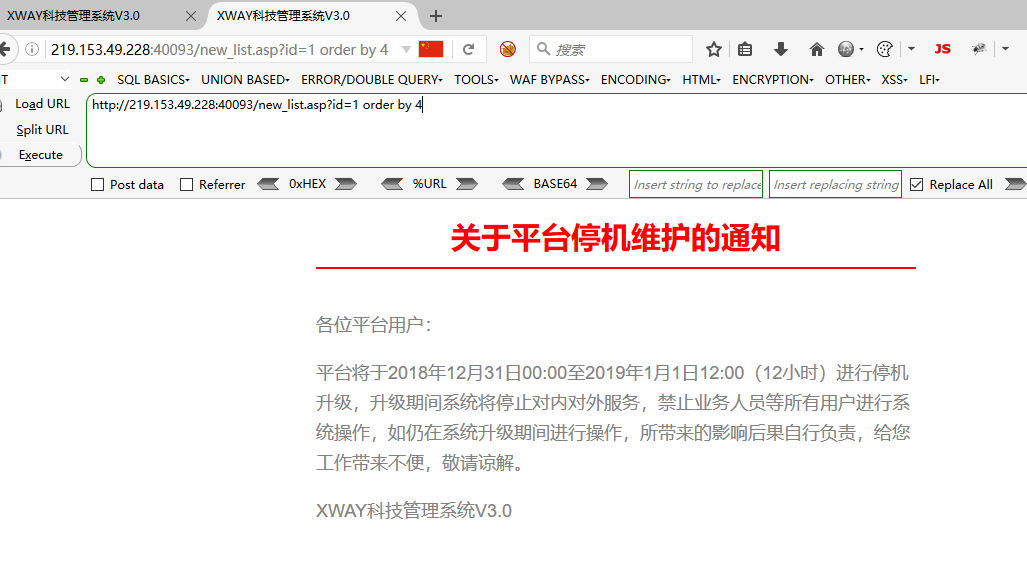 XWAY科技管理系统V3.0 XWAY科技管理系统V3.0
219.153.49.228:40093/new_list.asp?id=1 order by 4 搜索 JS
SQL BASICS UNION BASED ERROR/DOUBLE QUERY TOOLS WAF BYPASS ENCODING HTML ENCRYPTION OTHER XSS LFI
Load URL http://219.153.49.228:40093/new_list.asp?id=1 order by 4
Split URL
Execute
Post data Referrer 0xHEX %URL BASE64 Insert string to replace Insert replacing string Replace All
关于平台停机维护的通知
各位平台用户：
平台将于2018年12月31日00:00至2019年1月1日12:00（12小时）进行停机
升级，升级期间系统将停止对内对外服务，禁止业务人员等所有用户进行系
统操作，如仍在系统升级期间进行操作，所带来的影响后果自行负责，给您
工作带来不便，敬请谅解。
XWAY科技管理系统V3.0